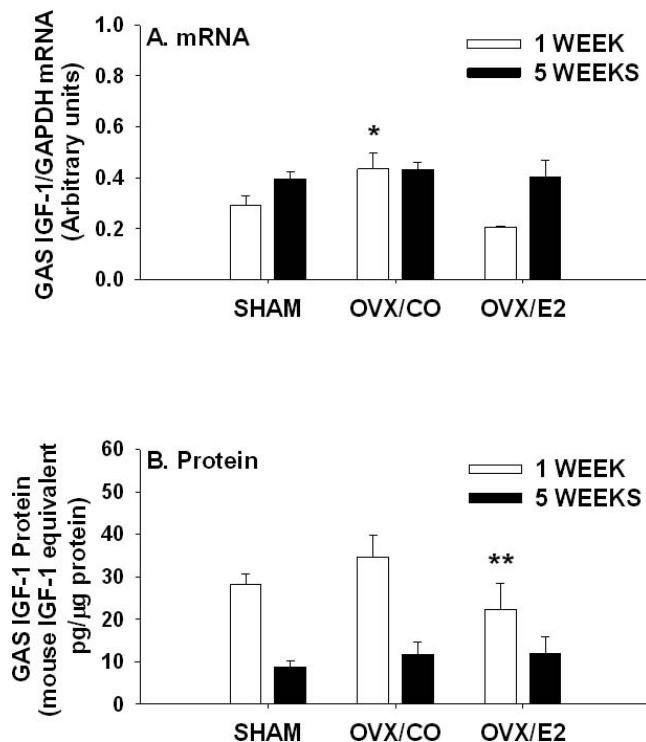 A. mRNA
1 WEEK
5 WEEKS
GAS IGF-1/GAPDH mRNA
(Arbitrary units)
1.0
0.8
0.6
0.4
0.2
0.0
*
SHAM OVX/CO OVX/E2
B. Protein
1 WEEK
5 WEEKS
GAS IGF-1 Protein
(mouse IGF-1 equivalent
pg/µg protein)
60
50
40
30
20
10
0
**
SHAM OVX/CO OVX/E2